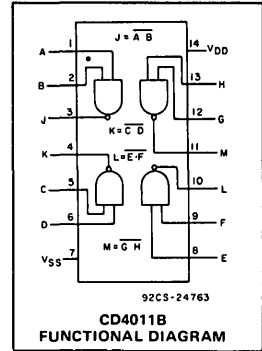 J = A̅ ̅B̅
A 1
14 VDD
B 2
13 H
12 G
J 3
K = C̅ ̅D̅
11 M
K 4
L = E̅·̅F̅
10 L
C 5
D 6
9 F
M = G̅ ̅H̅
VSS 7
8 E
92CS-24763
CD4011B
FUNCTIONAL DIAGRAM